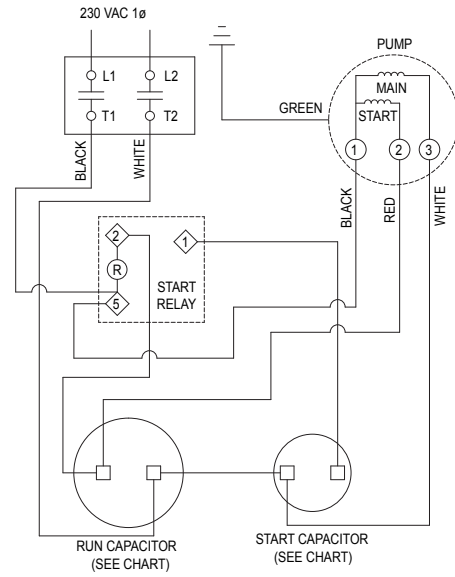 230 VAC 1ø
PUMP
L1
L2
MAIN
START
GREEN
T1
T2
1
2
3
BLACK
WHITE
BLACK
RED
WHITE
2
1
R
START
RELAY
5
RUN CAPACITOR
(SEE CHART)
START CAPACITOR
(SEE CHART)